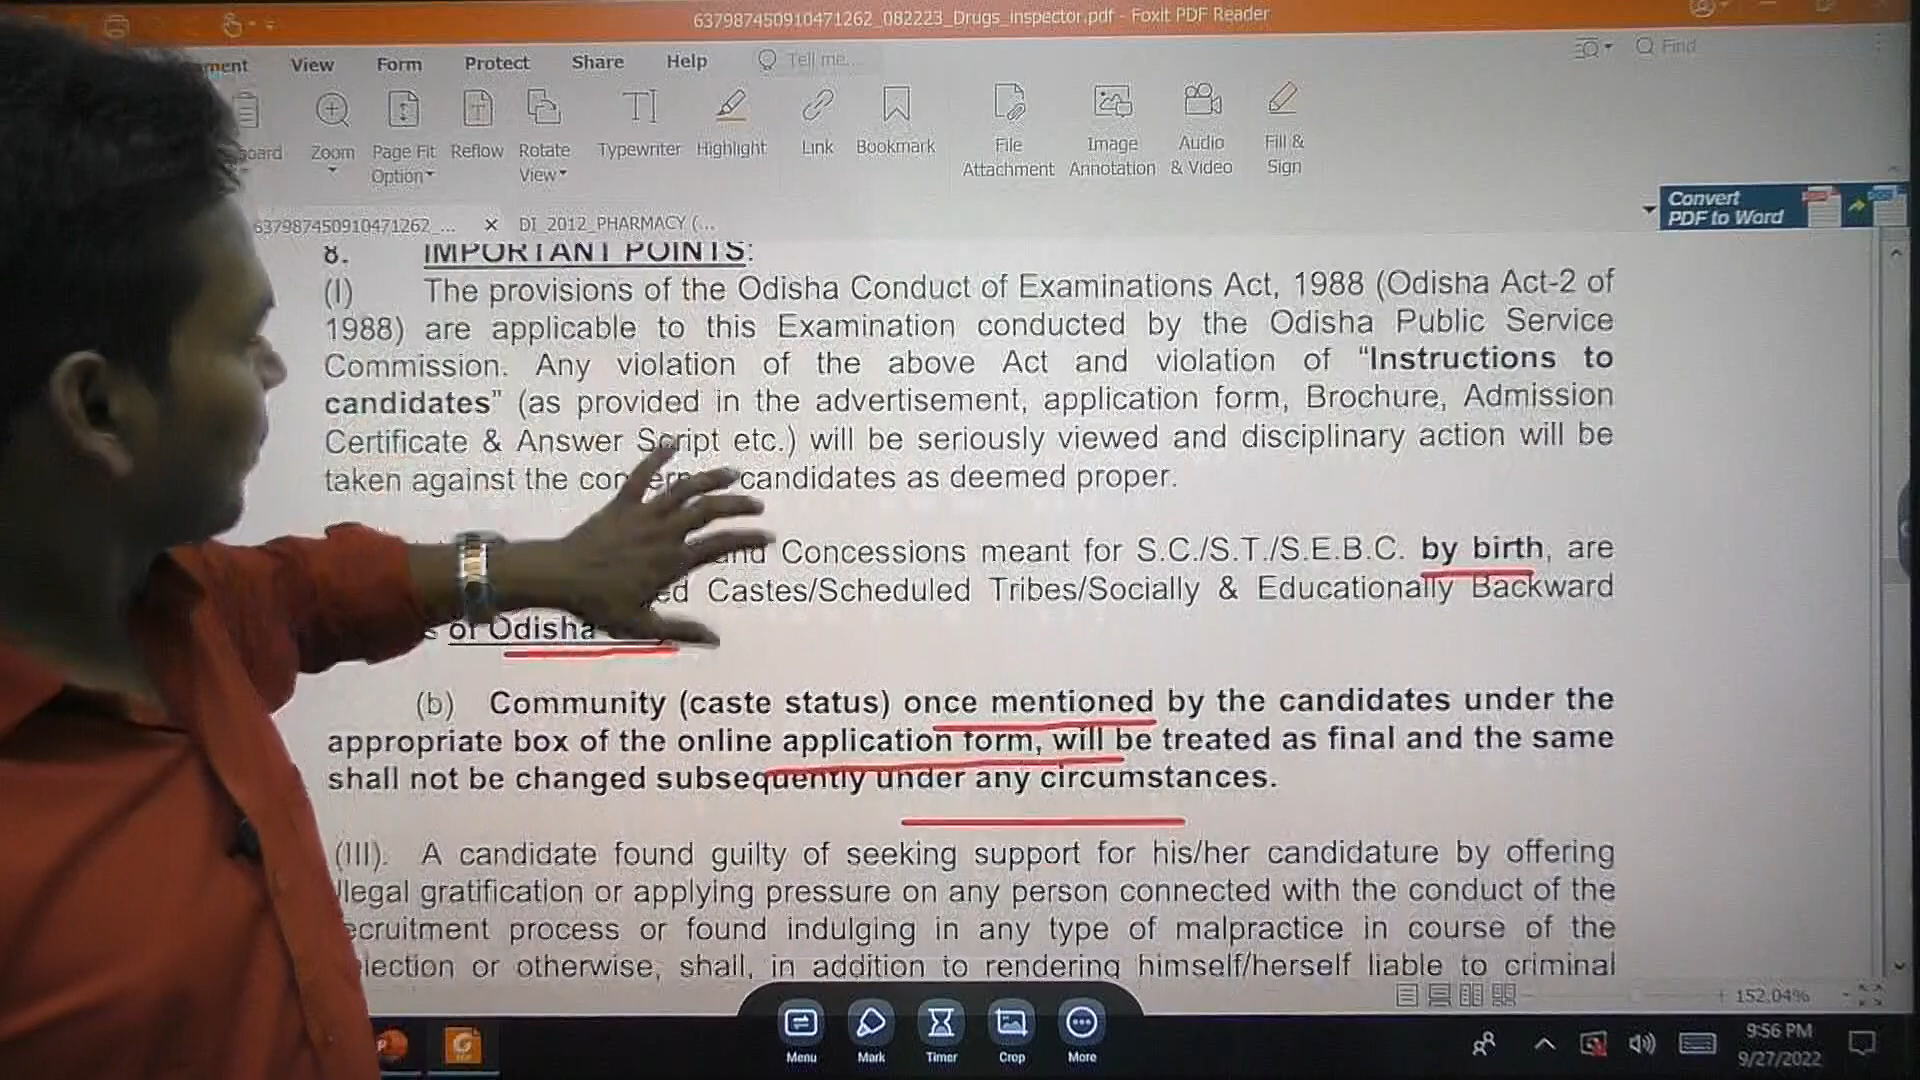 637987450910471262_082223_Drugs_inspector.pdf - Foxit PDF Reader
View Form Protect Share Help Tell me... Find
Zoom Page Fit Option Reflow Rotate View Typewriter Highlight Link Bookmark File Attachment Image Annotation Audio & Video Fill & Sign
Convert
PDF to Word
637987450910471262_... × DI_2012_PHARMACY (...
8. IMPORTANT POINTS:
(I) The provisions of the Odisha Conduct of Examinations Act, 1988 (Odisha Act-2 of
1988) are applicable to this Examination conducted by the Odisha Public Service
Commission. Any violation of the above Act and violation of “Instructions to
candidates” (as provided in the advertisement, application form, Brochure, Admission
Certificate & Answer Script etc.) will be seriously viewed and disciplinary action will be
taken against the candidates as deemed proper.
and Concessions meant for S.C./S.T./S.E.B.C. by birth, are
Castes/Scheduled Tribes/Socially & Educationally Backward
of Odisha
(b) Community (caste status) once mentioned by the candidates under the
appropriate box of the online application form, will be treated as final and the same
shall not be changed subsequently under any circumstances.
(III). A candidate found guilty of seeking support for his/her candidature by offering
gratification or applying pressure on any person connected with the conduct of the
process or found indulging in any type of malpractice in course of the
or otherwise, shall, in addition to rendering himself/herself liable to criminal
152.04%
Menu Mark Timer Crop More
9:56 PM
9/27/2022